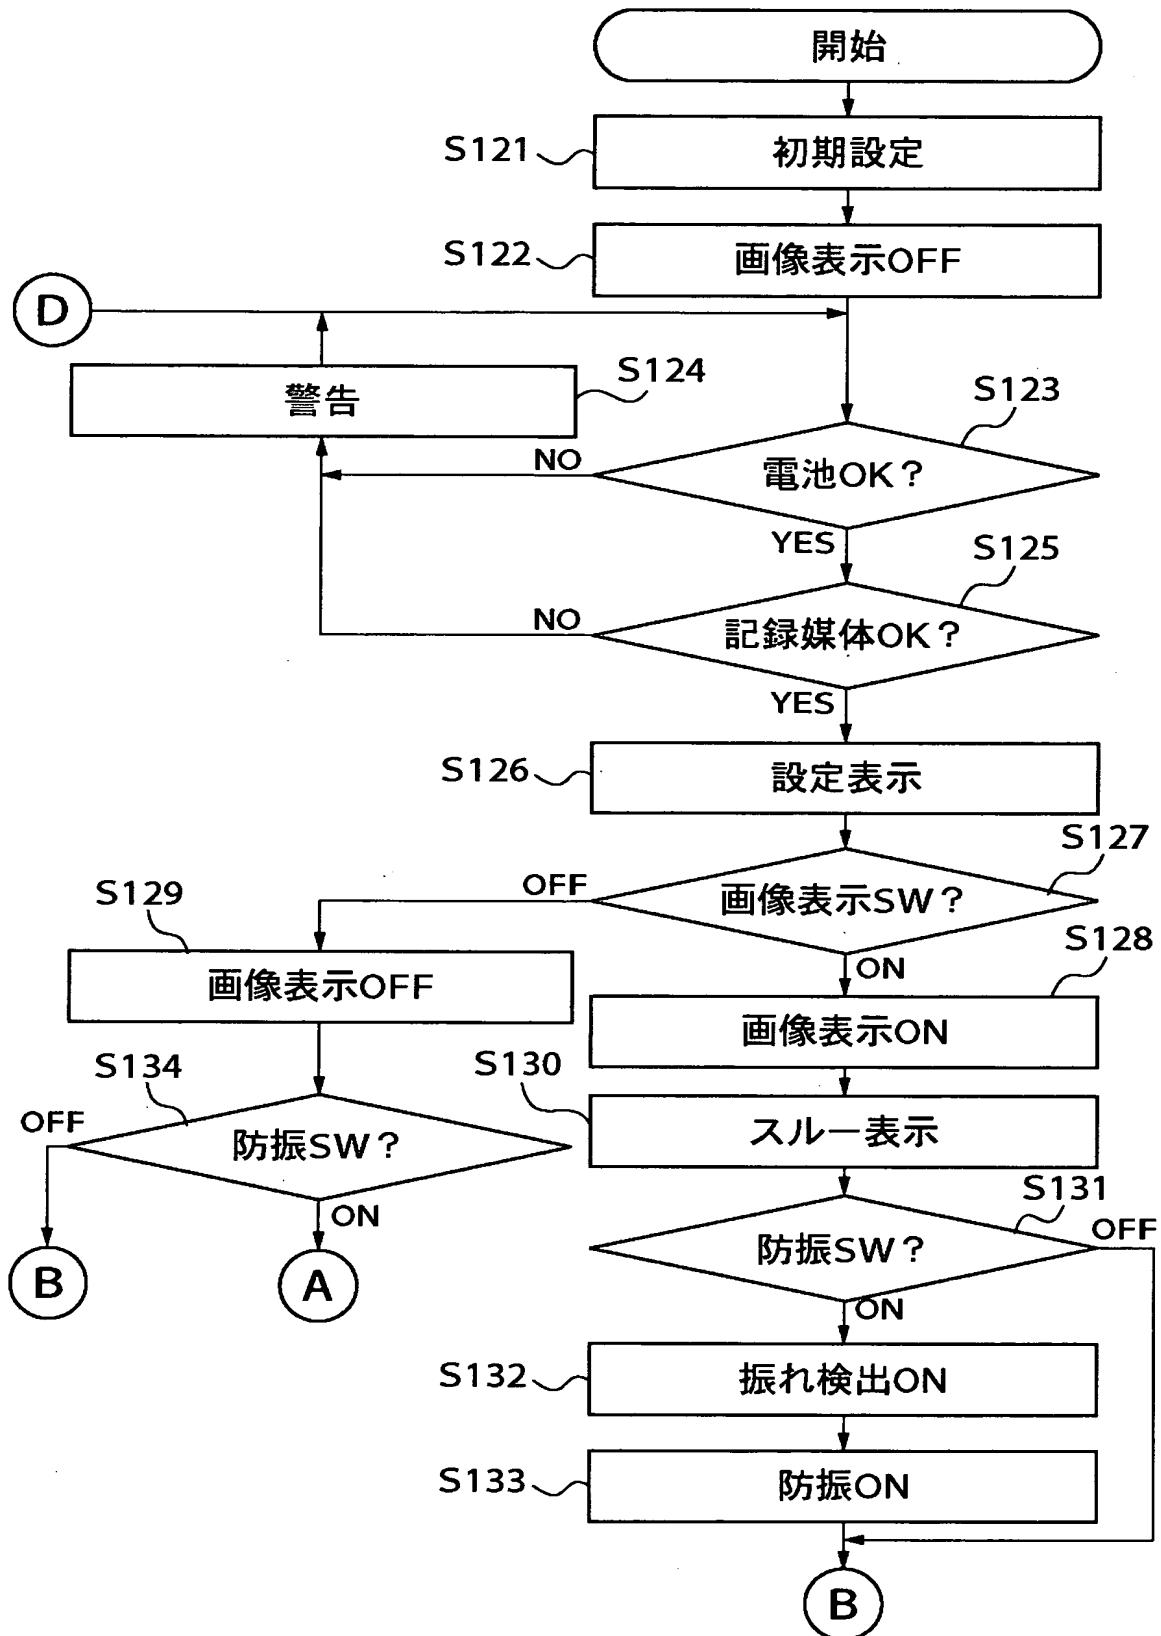 開始
S121
初期設定
S122
画像表示OFF
D
S124
警告
S123
電池OK?
NO
YES
S125
記録媒体OK?
NO
YES
S126
設定表示
S127
画像表示SW?
OFF
ON
S129
画像表示OFF
S128
画像表示ON
S134
防振SW?
OFF
ON
B
A
S130
スルー表示
S131
防振SW?
OFF
ON
S132
振れ検出ON
S133
防振ON
B